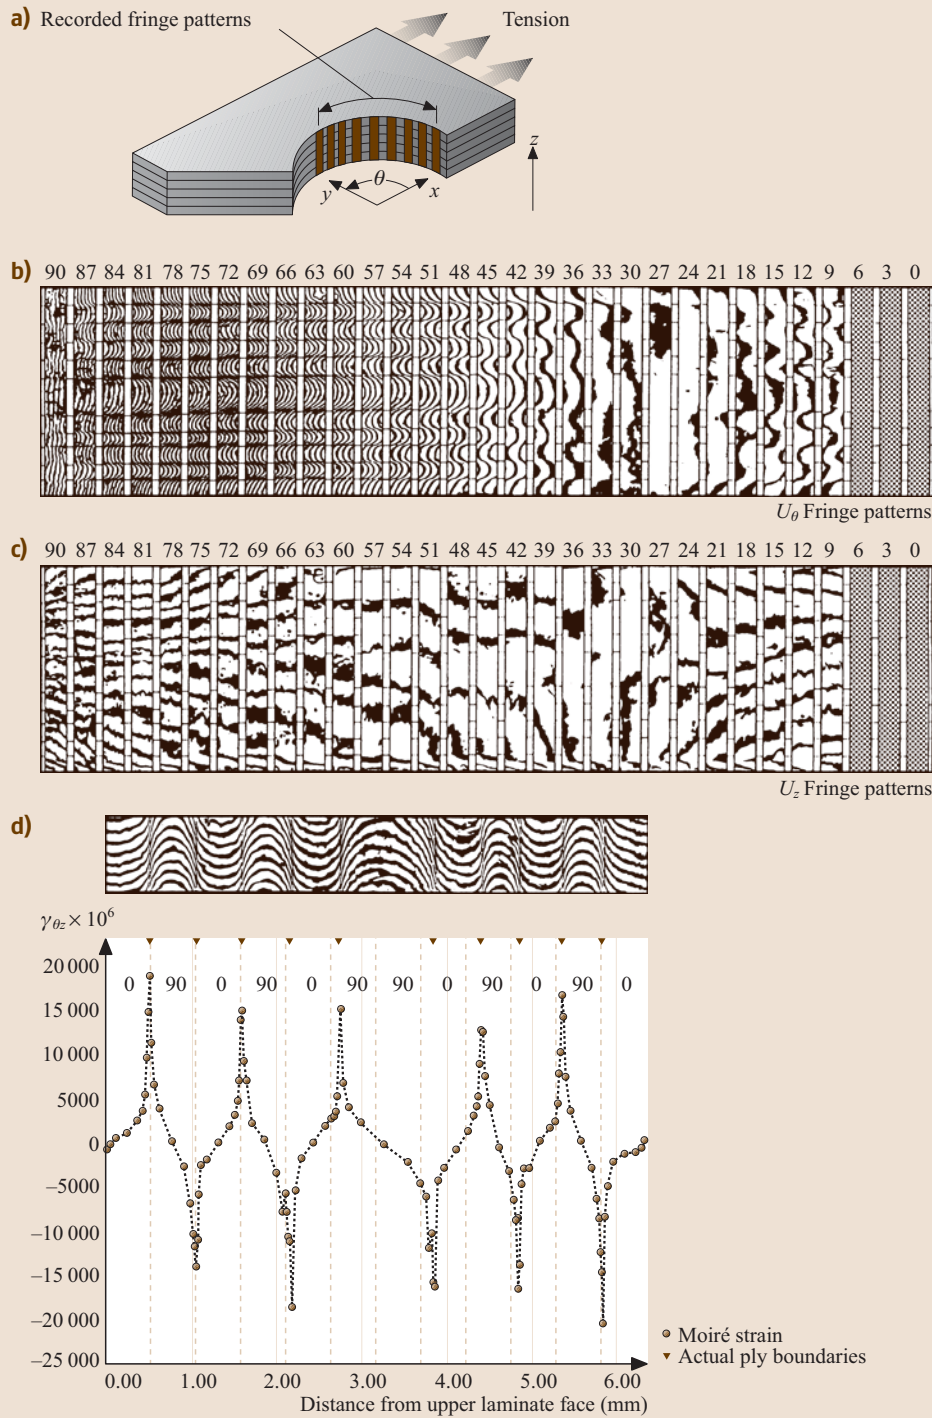 a) Recorded fringe patterns
Tension
z
θ
y
x
b)
90 87 84 81 78 75 72 69 66 63 60 57 54 51 48 45 42 39 36 33 30 27 24 21 18 15 12 9 6 3 0
Uθ Fringe patterns
c)
90 87 84 81 78 75 72 69 66 63 60 57 54 51 48 45 42 39 36 33 30 27 24 21 18 15 12 9 6 3 0
Uz Fringe patterns
d)
γθz × 10⁶
20 000
0 90 0 90 0 90 90 0 90 0 90 0
15 000
10 000
5000
0
–5000
–10 000
–15 000
–20 000
–25 000
0.00 1.00 2.00 3.00 4.00 5.00 6.00
Distance from upper laminate face (mm)
Moiré strain
Actual ply boundaries